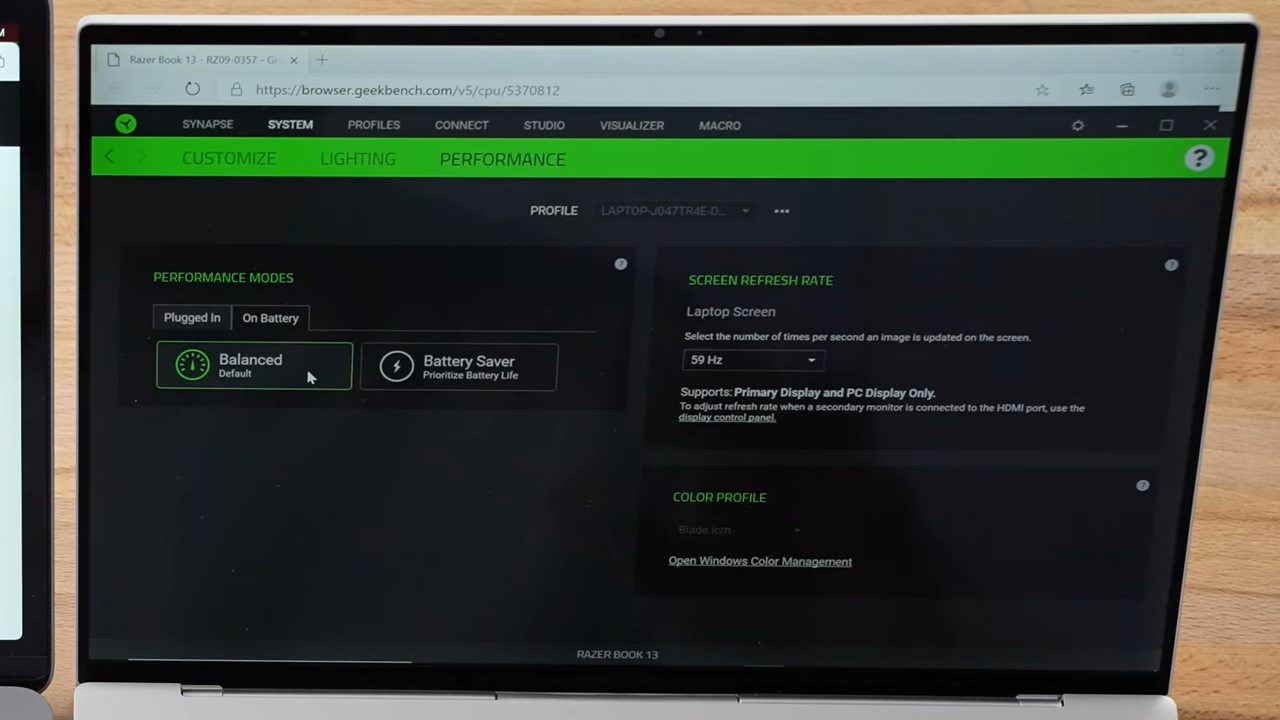 M
Razer Book 13 - RZ09-0357 - Ge
https://browser.geekbench.com/v5/cpu/5370812
SYNAPSE SYSTEM PROFILES CONNECT STUDIO VISUALIZER MACRO
CUSTOMIZE LIGHTING PERFORMANCE
?
PROFILE LAPTOP-J047TR4E-D...
PERFORMANCE MODES
?
Plugged In On Battery
Balanced
Default
Battery Saver
Prioritize Battery Life
SCREEN REFRESH RATE
?
Laptop Screen
Select the number of times per second an image is updated on the screen.
59 Hz
Supports: Primary Display and PC Display Only.
To adjust refresh rate when a secondary monitor is connected to the HDMI port, use the
display control panel.
COLOR PROFILE
?
Blade.icm
Open Windows Color Management
RAZER BOOK 13